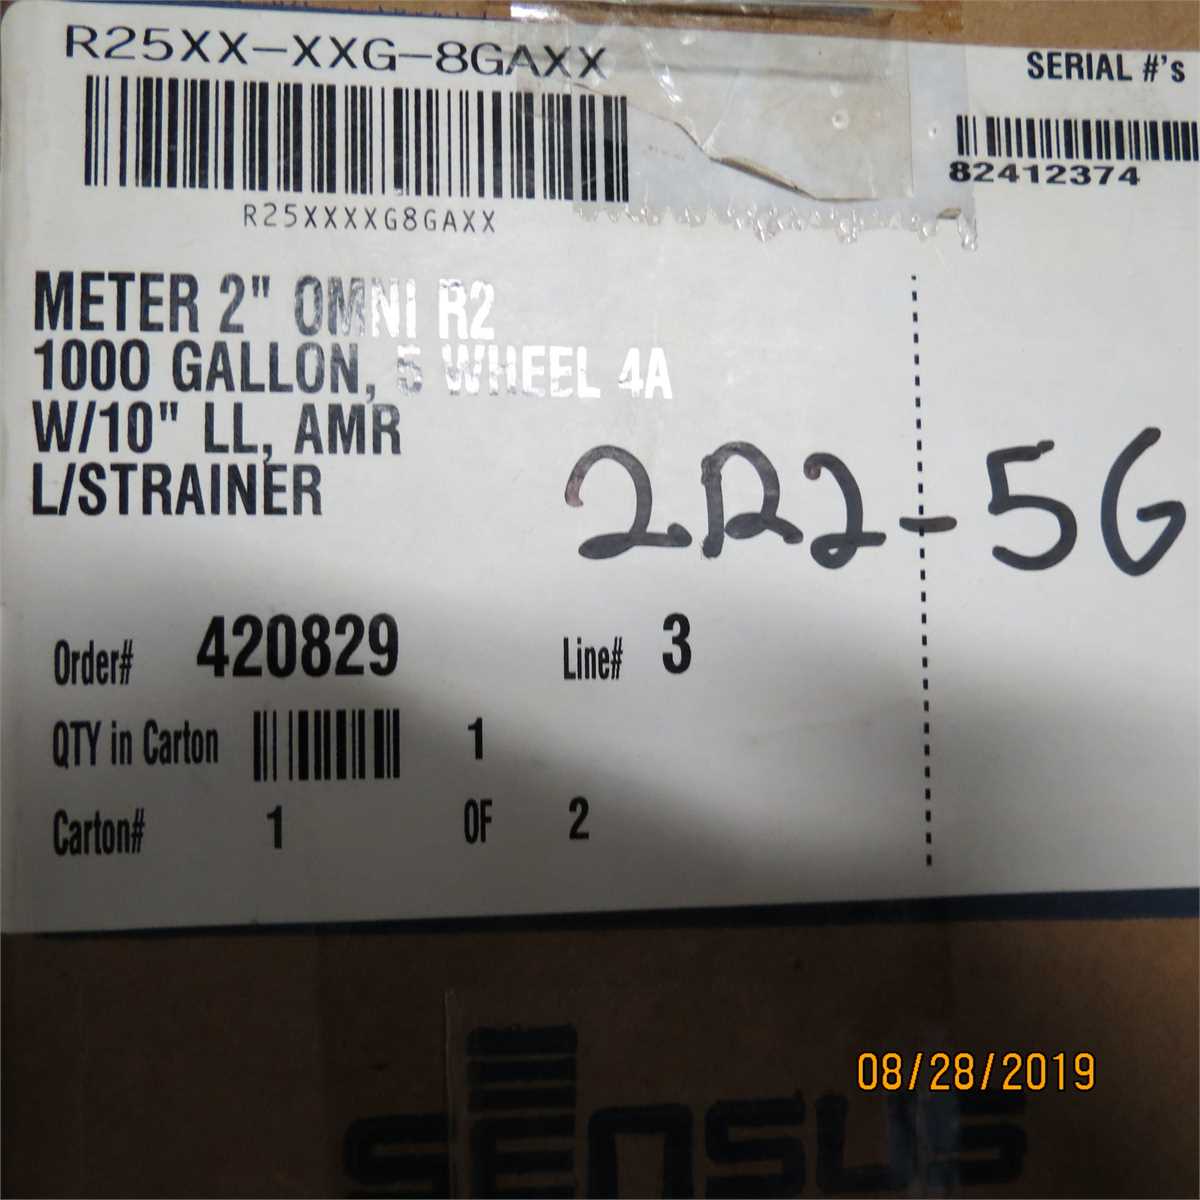 R25XX-XXG-8GAXX
SERIAL #'s
82412374
R25XXXXG8GAXX
METER 2" OMNI R2
1000 GALLON, 5 WHEEL 4A
W/10" LL, AMR
L/STRAINER
2R2-5G
Order# 420829 Line# 3
QTY in Carton 1
Carton# 1 OF 2
08/28/2019
SENSUS